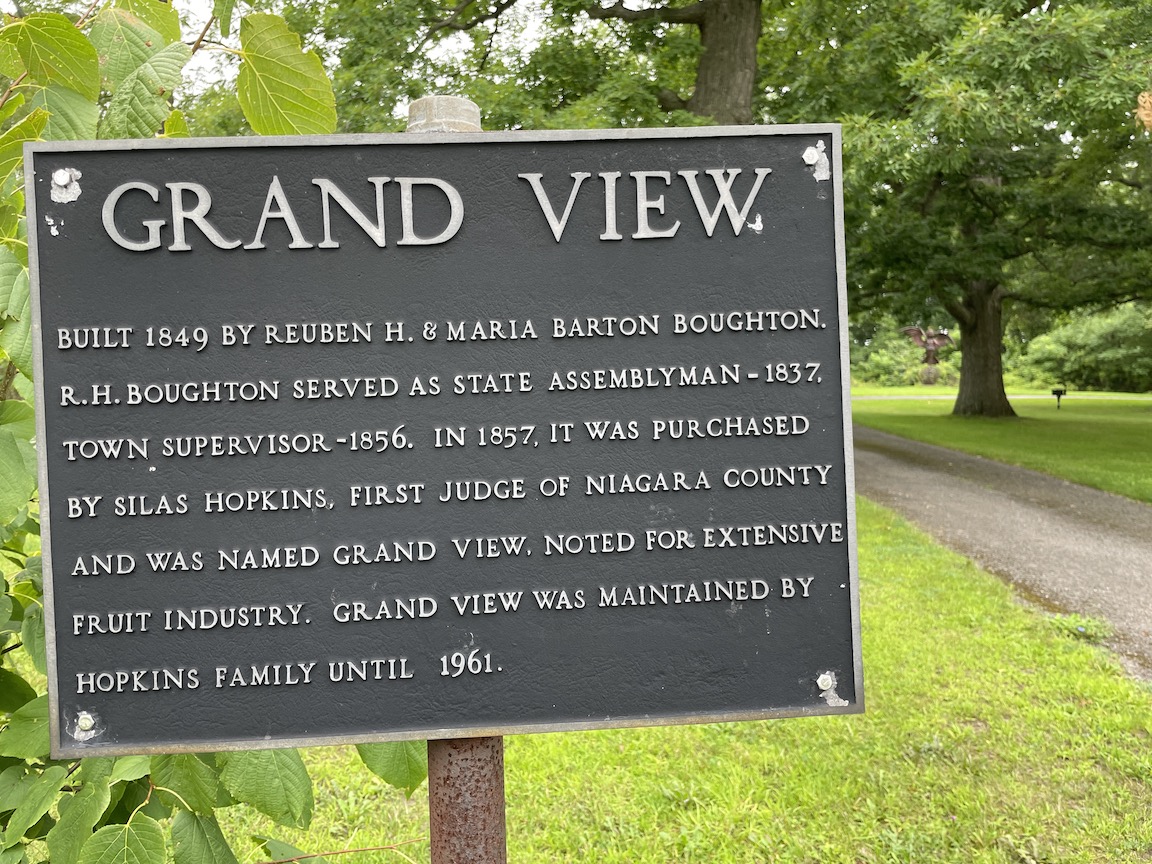 GRAND VIEW
BUILT 1849 BY REUBEN H. & MARIA BARTON BOUGHTON.
R.H. BOUGHTON SERVED AS STATE ASSEMBLYMAN - 1837,
TOWN SUPERVISOR - 1856. IN 1857, IT WAS PURCHASED
BY SILAS HOPKINS, FIRST JUDGE OF NIAGARA COUNTY
AND WAS NAMED GRAND VIEW, NOTED FOR EXTENSIVE
FRUIT INDUSTRY. GRAND VIEW WAS MAINTAINED BY
HOPKINS FAMILY UNTIL 1961.